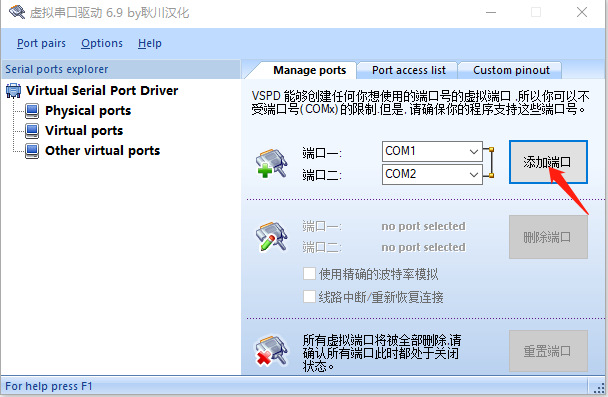 虚拟串口驱动 6.9 by耿川汉化
Port pairs Options Help
Serial ports explorer
Virtual Serial Port Driver
Physical ports
Virtual ports
Other virtual ports
Manage ports Port access list Custom pinout
VSPD 能够创建任何你想使用的端口号的虚拟端口 .所以你可以不
受端口号(COMx)的限制.但是, 请确保你的程序支持这些端口号。
端口一: COM1
端口二: COM2
添加端口
端口一: no port selected
端口二: no port selected
删除端口
使用精确的波特率模拟
线路中断/重新恢复连接
所有虚拟端口将被全部删除,请
确认所有端口此时都处于关闭
状态。
重置端口
For help press F1